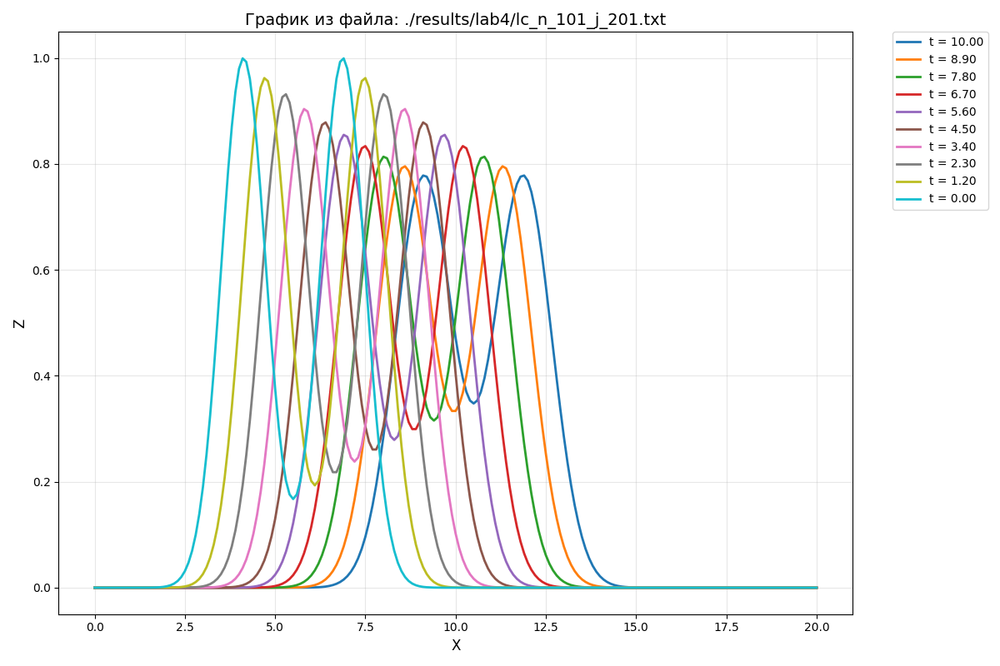 График из файла: ./results/lab4/lc_n_101_j_201.txt
t = 10.00
t = 8.90
t = 7.80
t = 6.70
t = 5.60
t = 4.50
t = 3.40
t = 2.30
t = 1.20
t = 0.00
1.0
0.8
0.6
0.4
0.2
0.0
Z
0.0 2.5 5.0 7.5 10.0 12.5 15.0 17.5 20.0
X